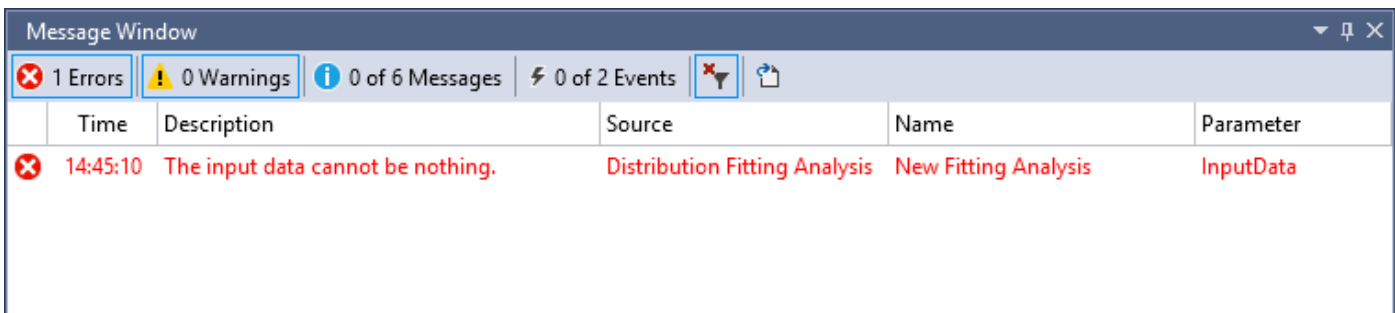 Message Window
1 Errors 0 Warnings 0 of 6 Messages 0 of 2 Events
Time Description Source Name Parameter
14:45:10 The input data cannot be nothing. Distribution Fitting Analysis New Fitting Analysis InputData